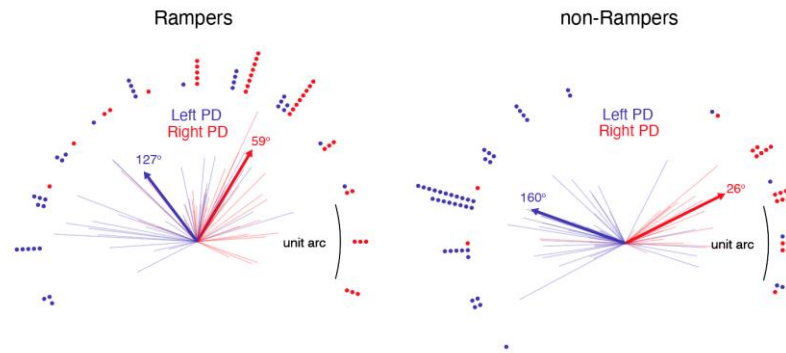 Rampers
non-Rampers
Left PD
Right PD
127°
59°
unit arc
Left PD
Right PD
160°
26°
unit arc